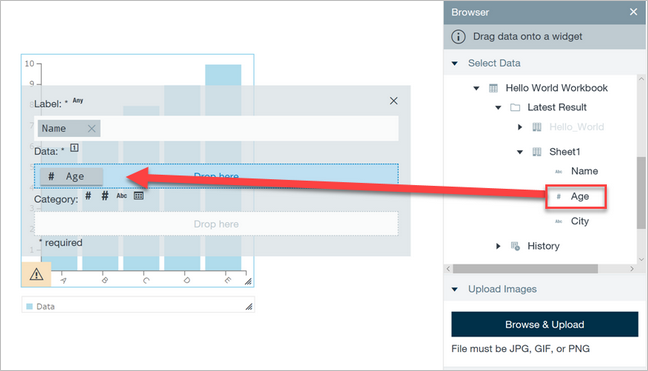 10
Label: * Any
Name ×
Data: * 1
# Age Drop here
Category: # # Abc
Drop here
* required
1
A B C D E
Data
Browser ×
Drag data onto a widget
Select Data
Hello World Workbook
Latest Result
Hello_World
Sheet1
Abc Name
# Age
Abc City
History
Upload Images
Browse & Upload
File must be JPG, GIF, or PNG